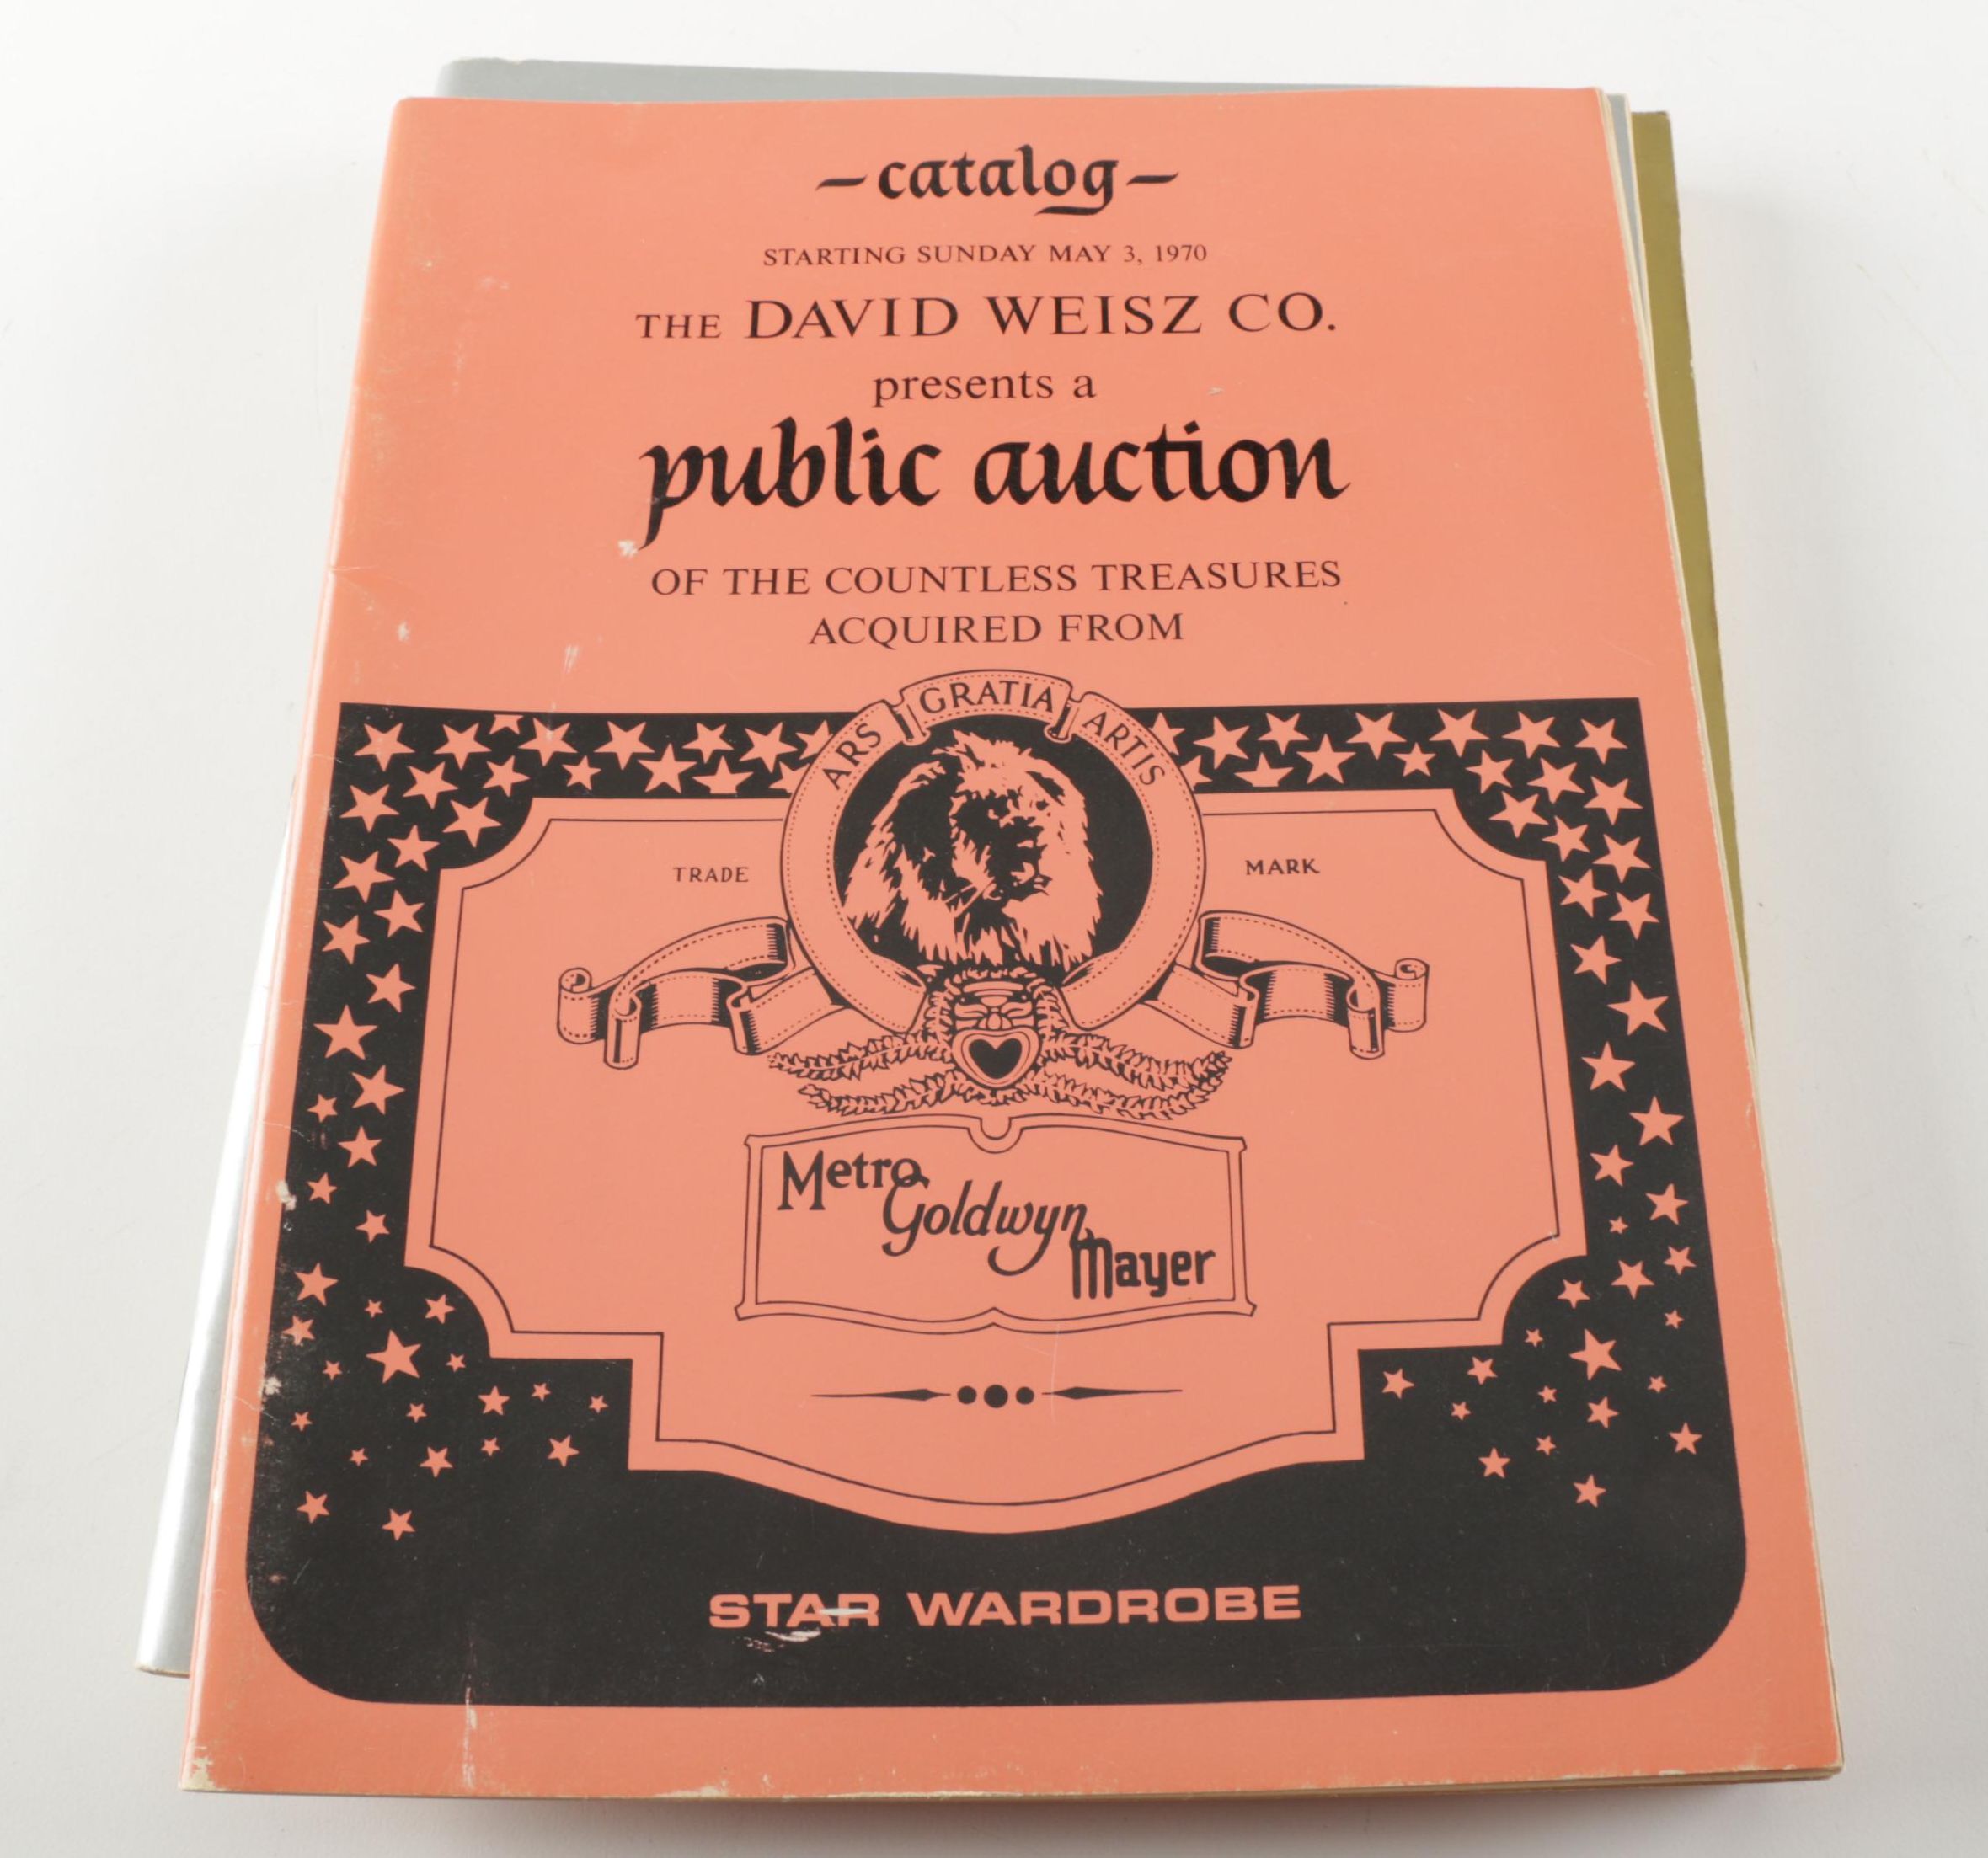 -catalog-
STARTING SUNDAY MAY 3, 1970
THE DAVID WEISZ CO.
presents a
public auction
OF THE COUNTLESS TREASURES
ACQUIRED FROM
ARS GRATIA ARTIS
TRADE MARK
Metro
Goldwyn
Mayer
STAR WARDROBE